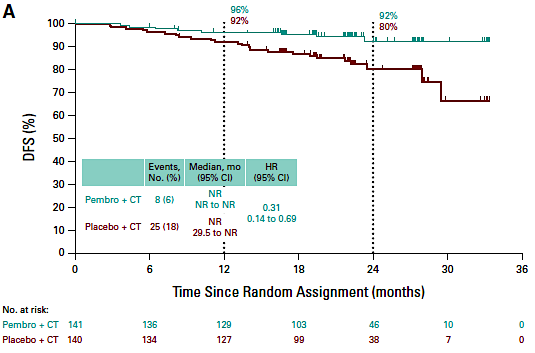 A
96%
92%
92%
80%
DFS (%)
100
90
80
70
60
50
40
30
20
10
0
Events, No. (%) Median, mo (95% CI) HR (95% CI)
Pembro + CT 8 (6) NR NR to NR
0.31 0.14 to 0.69
Placebo + CT 25 (18) NR 29.5 to NR
0 6 12 18 24 30 36
Time Since Random Assignment (months)
No. at risk:
Pembro + CT 141 136 129 103 46 10 0
Placebo + CT 140 134 127 99 38 7 0